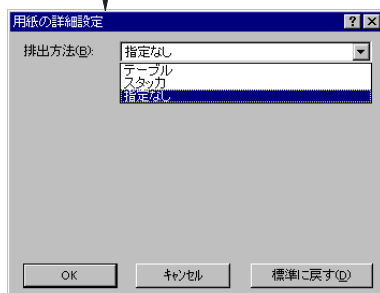 用紙の詳細設定
排出方法(B): 指定なし
テーブル
スタッカ
指定なし
OK キャンセル 標準に戻す(D)